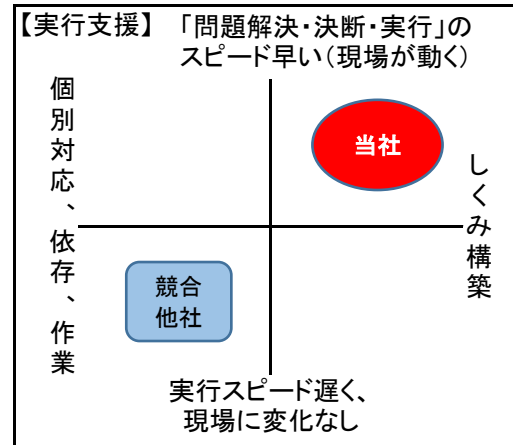 【実行支援】 「問題解決・決断・実行」の
スピード早い(現場が動く)
個別対応、依存、作業
当社
しくみ構築
競合
他社
実行スピード遅く、
現場に変化なし